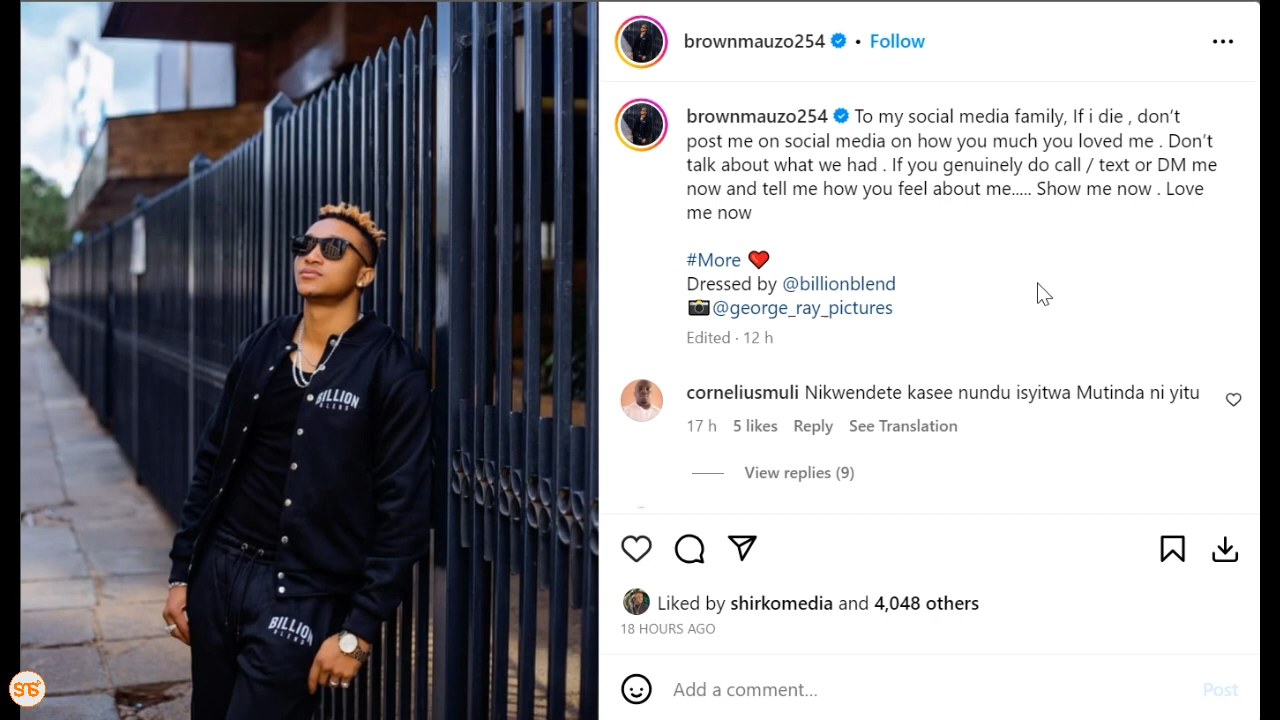 brownmauzo254 • Follow
brownmauzo254 To my social media family, If i die , don't
post me on social media on how you much you loved me . Don't
talk about what we had . If you genuinely do call / text or DM me
now and tell me how you feel about me..... Show me now . Love
me now
#More ❤️
Dressed by @billionblend
📷@george_ray_pictures
Edited · 12 h
corneliusmuli Nikwendete kasee nundu isyitwa Mutinda ni yitu
17 h 5 likes Reply See Translation
View replies (9)
Liked by shirkomedia and 4,048 others
18 HOURS AGO
Add a comment... Post
BILLION
BLEND
BILLION
BLEND
SNS